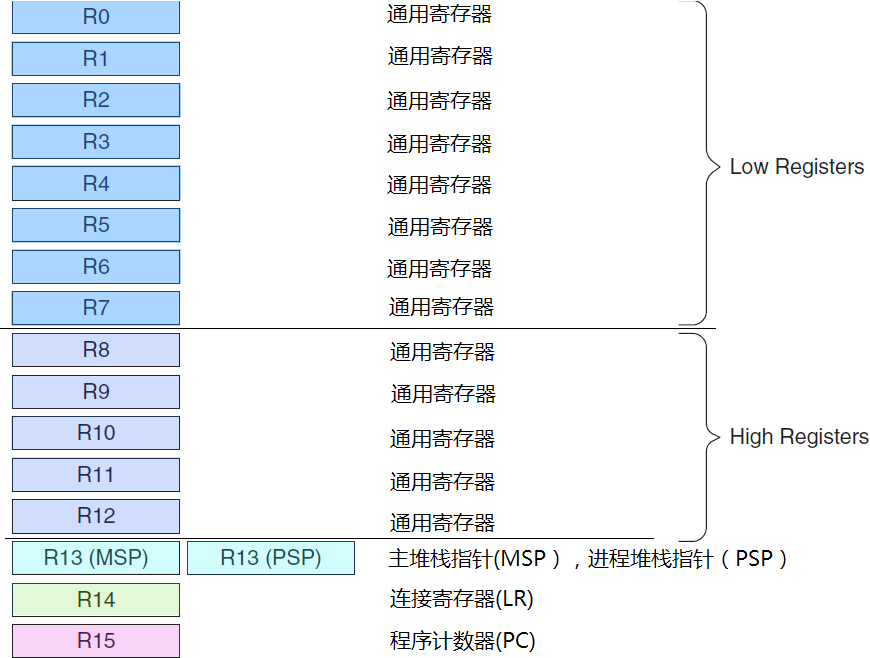 R0 通用寄存器
R1 通用寄存器
R2 通用寄存器
R3 通用寄存器
R4 通用寄存器
R5 通用寄存器
R6 通用寄存器
R7 通用寄存器
Low Registers
R8 通用寄存器
R9 通用寄存器
R10 通用寄存器
R11 通用寄存器
R12 通用寄存器
High Registers
R13 (MSP) R13 (PSP) 主堆栈指针(MSP），进程堆栈指针（PSP）
R14 连接寄存器(LR)
R15 程序计数器(PC)